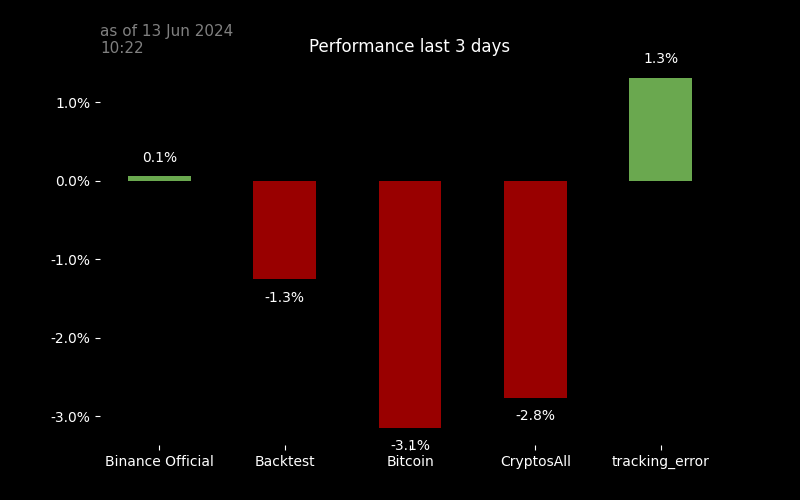 as of 13 Jun 2024
10:22
Performance last 3 days
1.3%
1.0%
0.1%
0.0%
-1.0%
-1.3%
-2.0%
-2.8%
-3.0%
-3.1%
Binance Official
Backtest
Bitcoin
CryptosAll
tracking_error